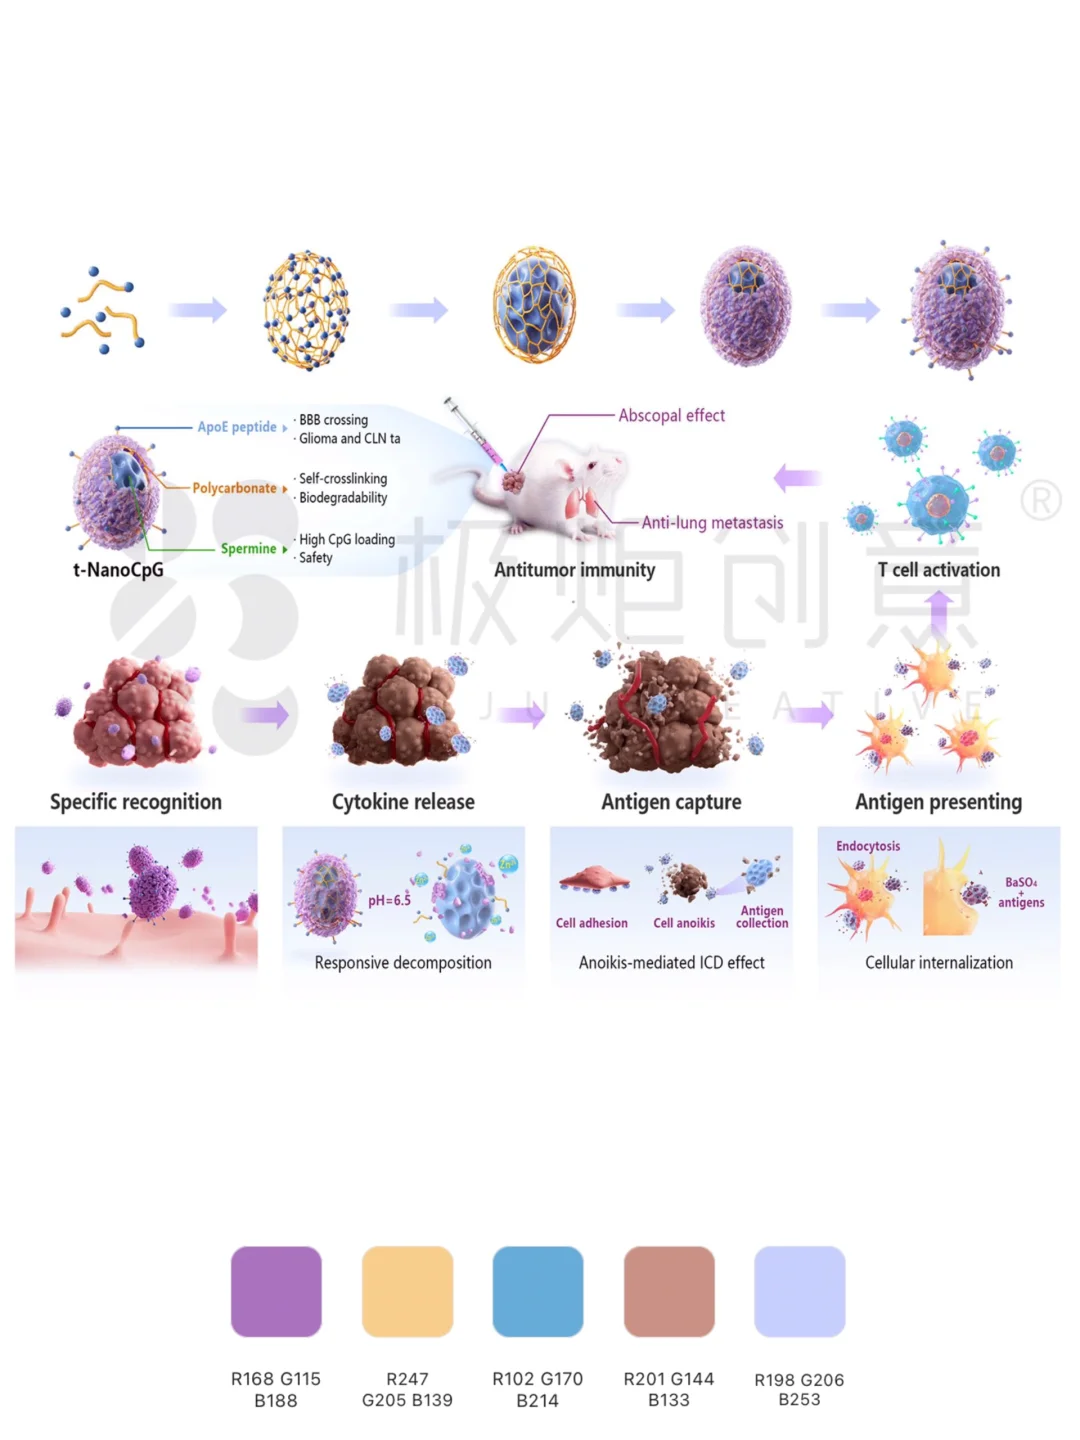 ApoE peptide
· BBB crossing
· Glioma and CLN ta
Polycarbonate
· Self-crosslinking
· Biodegradability
Spermine
· High CpG loading
· Safety
t-NanoCpG
Abscopal effect
Anti-lung metastasis
Antitumor immunity
T cell activation
极炬创意
®
Specific recognition
Cytokine release
Antigen capture
Antigen presenting
pH=6.5
Zn²⁺
Responsive decomposition
Cell adhesion
Cell anoikis
Antigen
collection
Anoikis-mediated ICD effect
Endocytosis
BaSO₄
+
antigens
Cellular internalization
R168 G115
B188
R247
G205 B139
R102 G170
B214
R201 G144
B133
R198 G206
B253